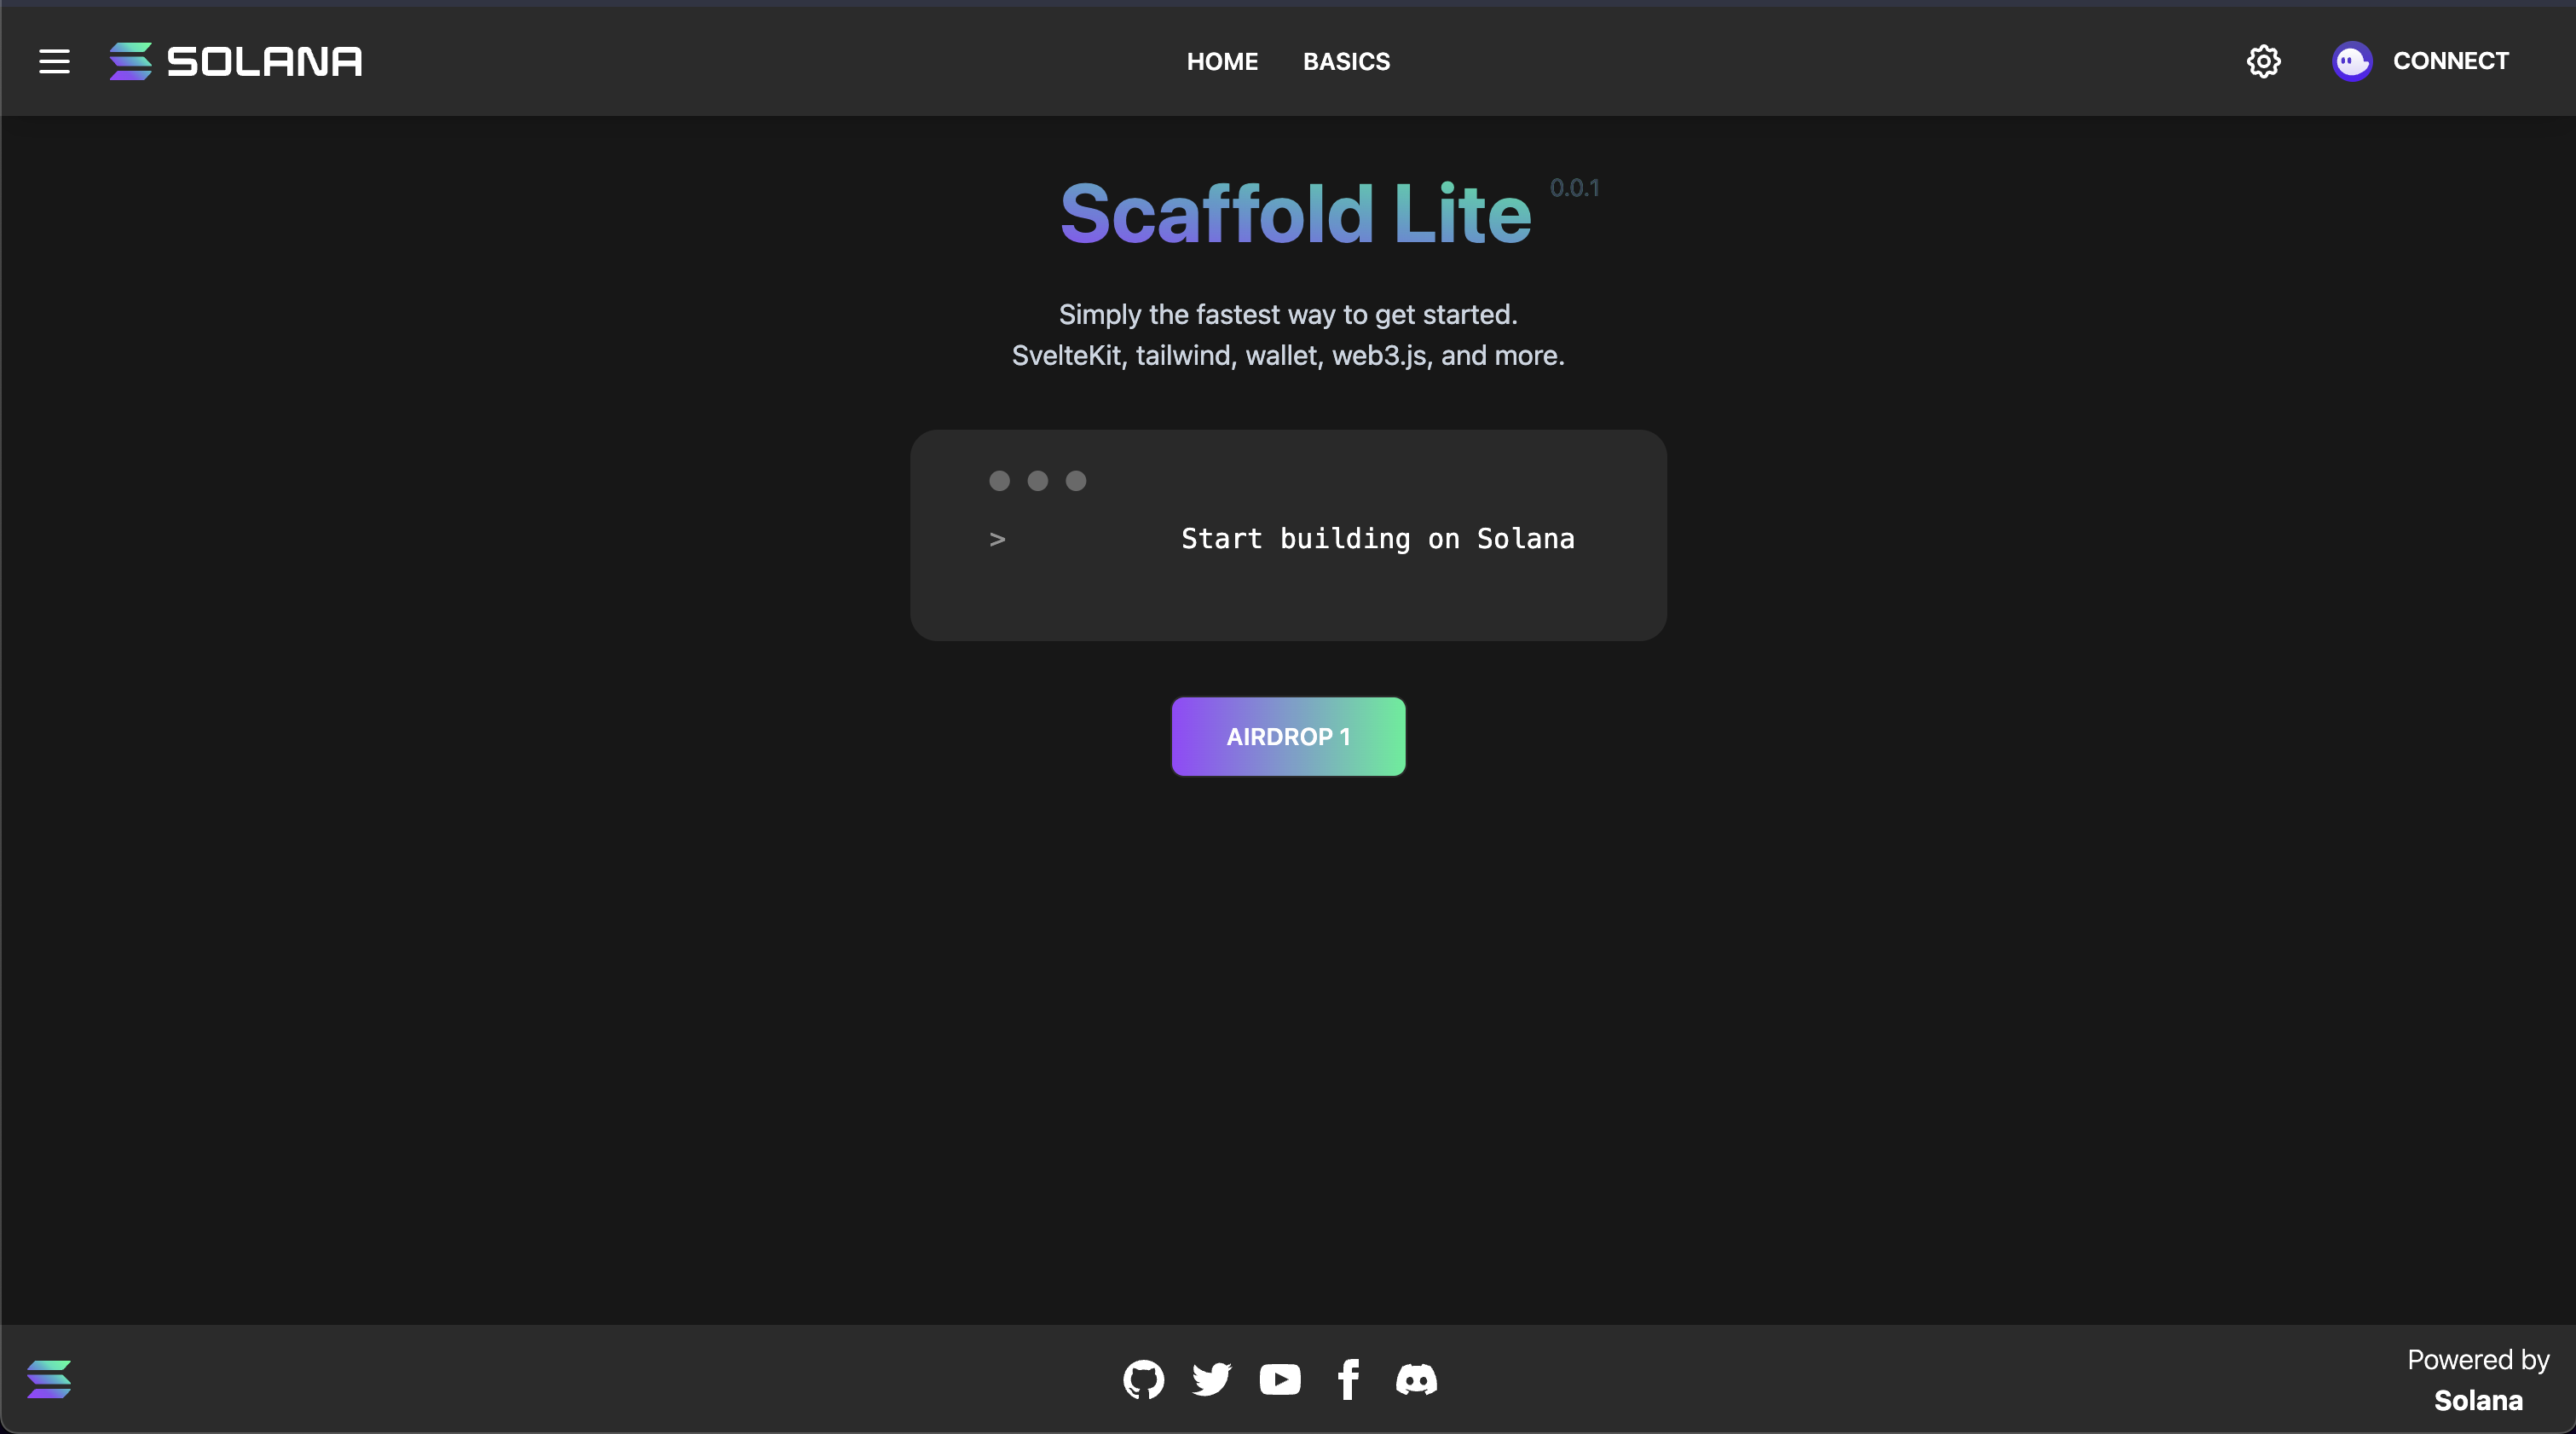 SOLANA
HOME BASICS
CONNECT
Scaffold Lite 0.0.1
Simply the fastest way to get started.
SvelteKit, tailwind, wallet, web3.js, and more.
> Start building on Solana
AIRDROP 1
Powered by
Solana